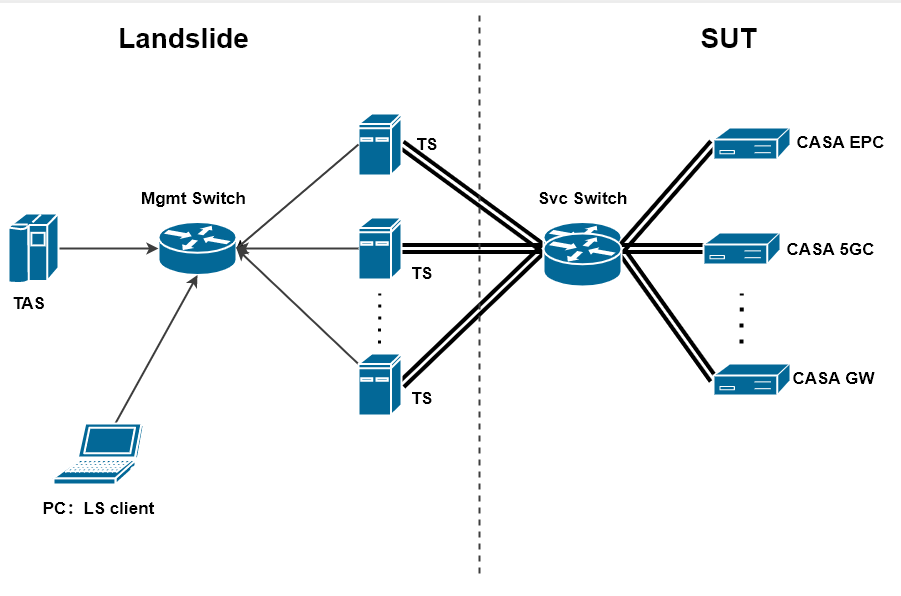 Landslide
SUT
TS
CASA EPC
Mgmt Switch
Svc Switch
TS
CASA 5GC
TAS
TS
CASA GW
PC：LS client